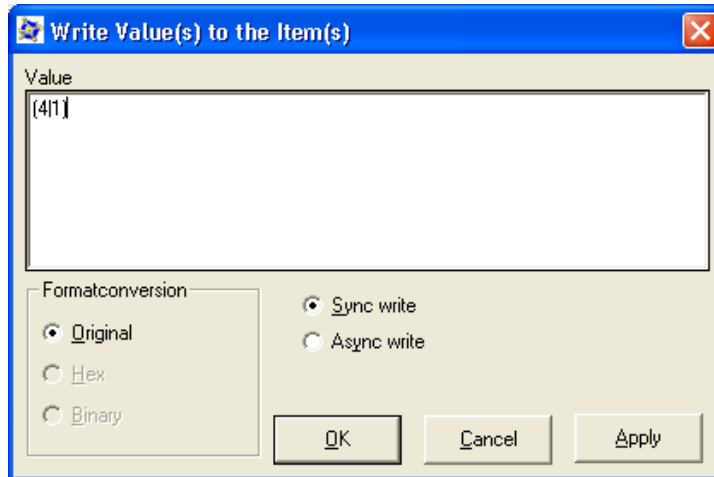 Write Value(s) to the Item(s)
Value
(4|1)
Formatconversion
Original
Hex
Binary
Sync write
Async write
OK
Cancel
Apply